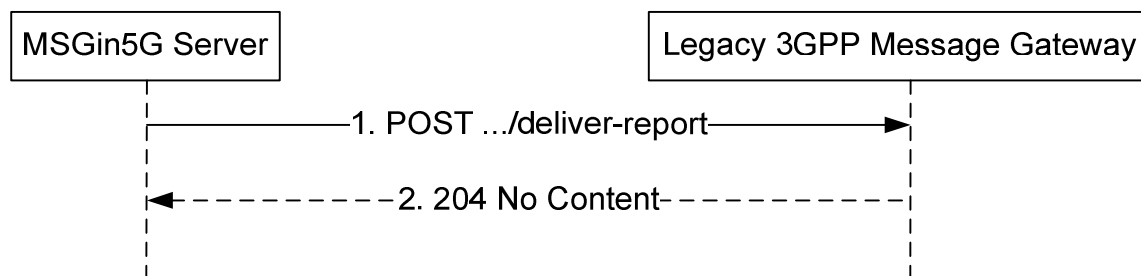 MSGin5G Server
Legacy 3GPP Message Gateway
1. POST .../deliver-report
2. 204 No Content